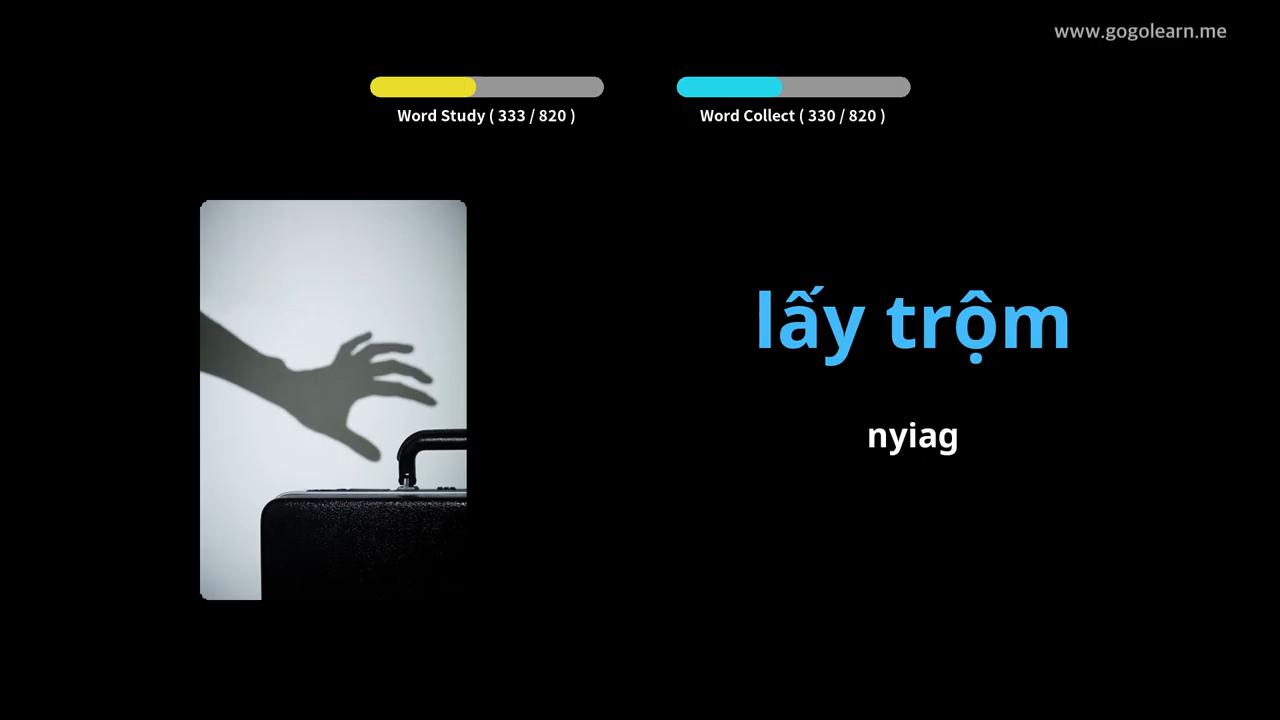 www.gogolearn.me
Word Study ( 333 / 820 )
Word Collect ( 330 / 820 )
lấy trộm
nyiag